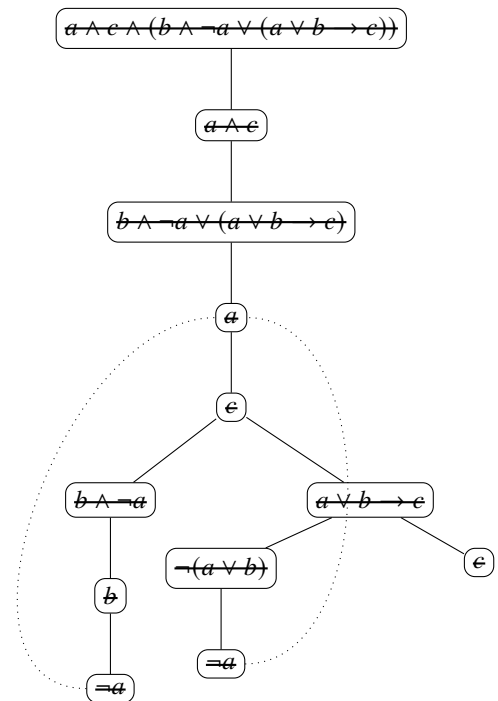 a ∧ c ∧ (b ∧ ¬a ∨ (a ∨ b → c))
a ∧ c
b ∧ ¬a ∨ (a ∨ b → c)
a
c
b ∧ ¬a
a ∨ b → c
¬(a ∨ b)
c
b
¬a
¬a